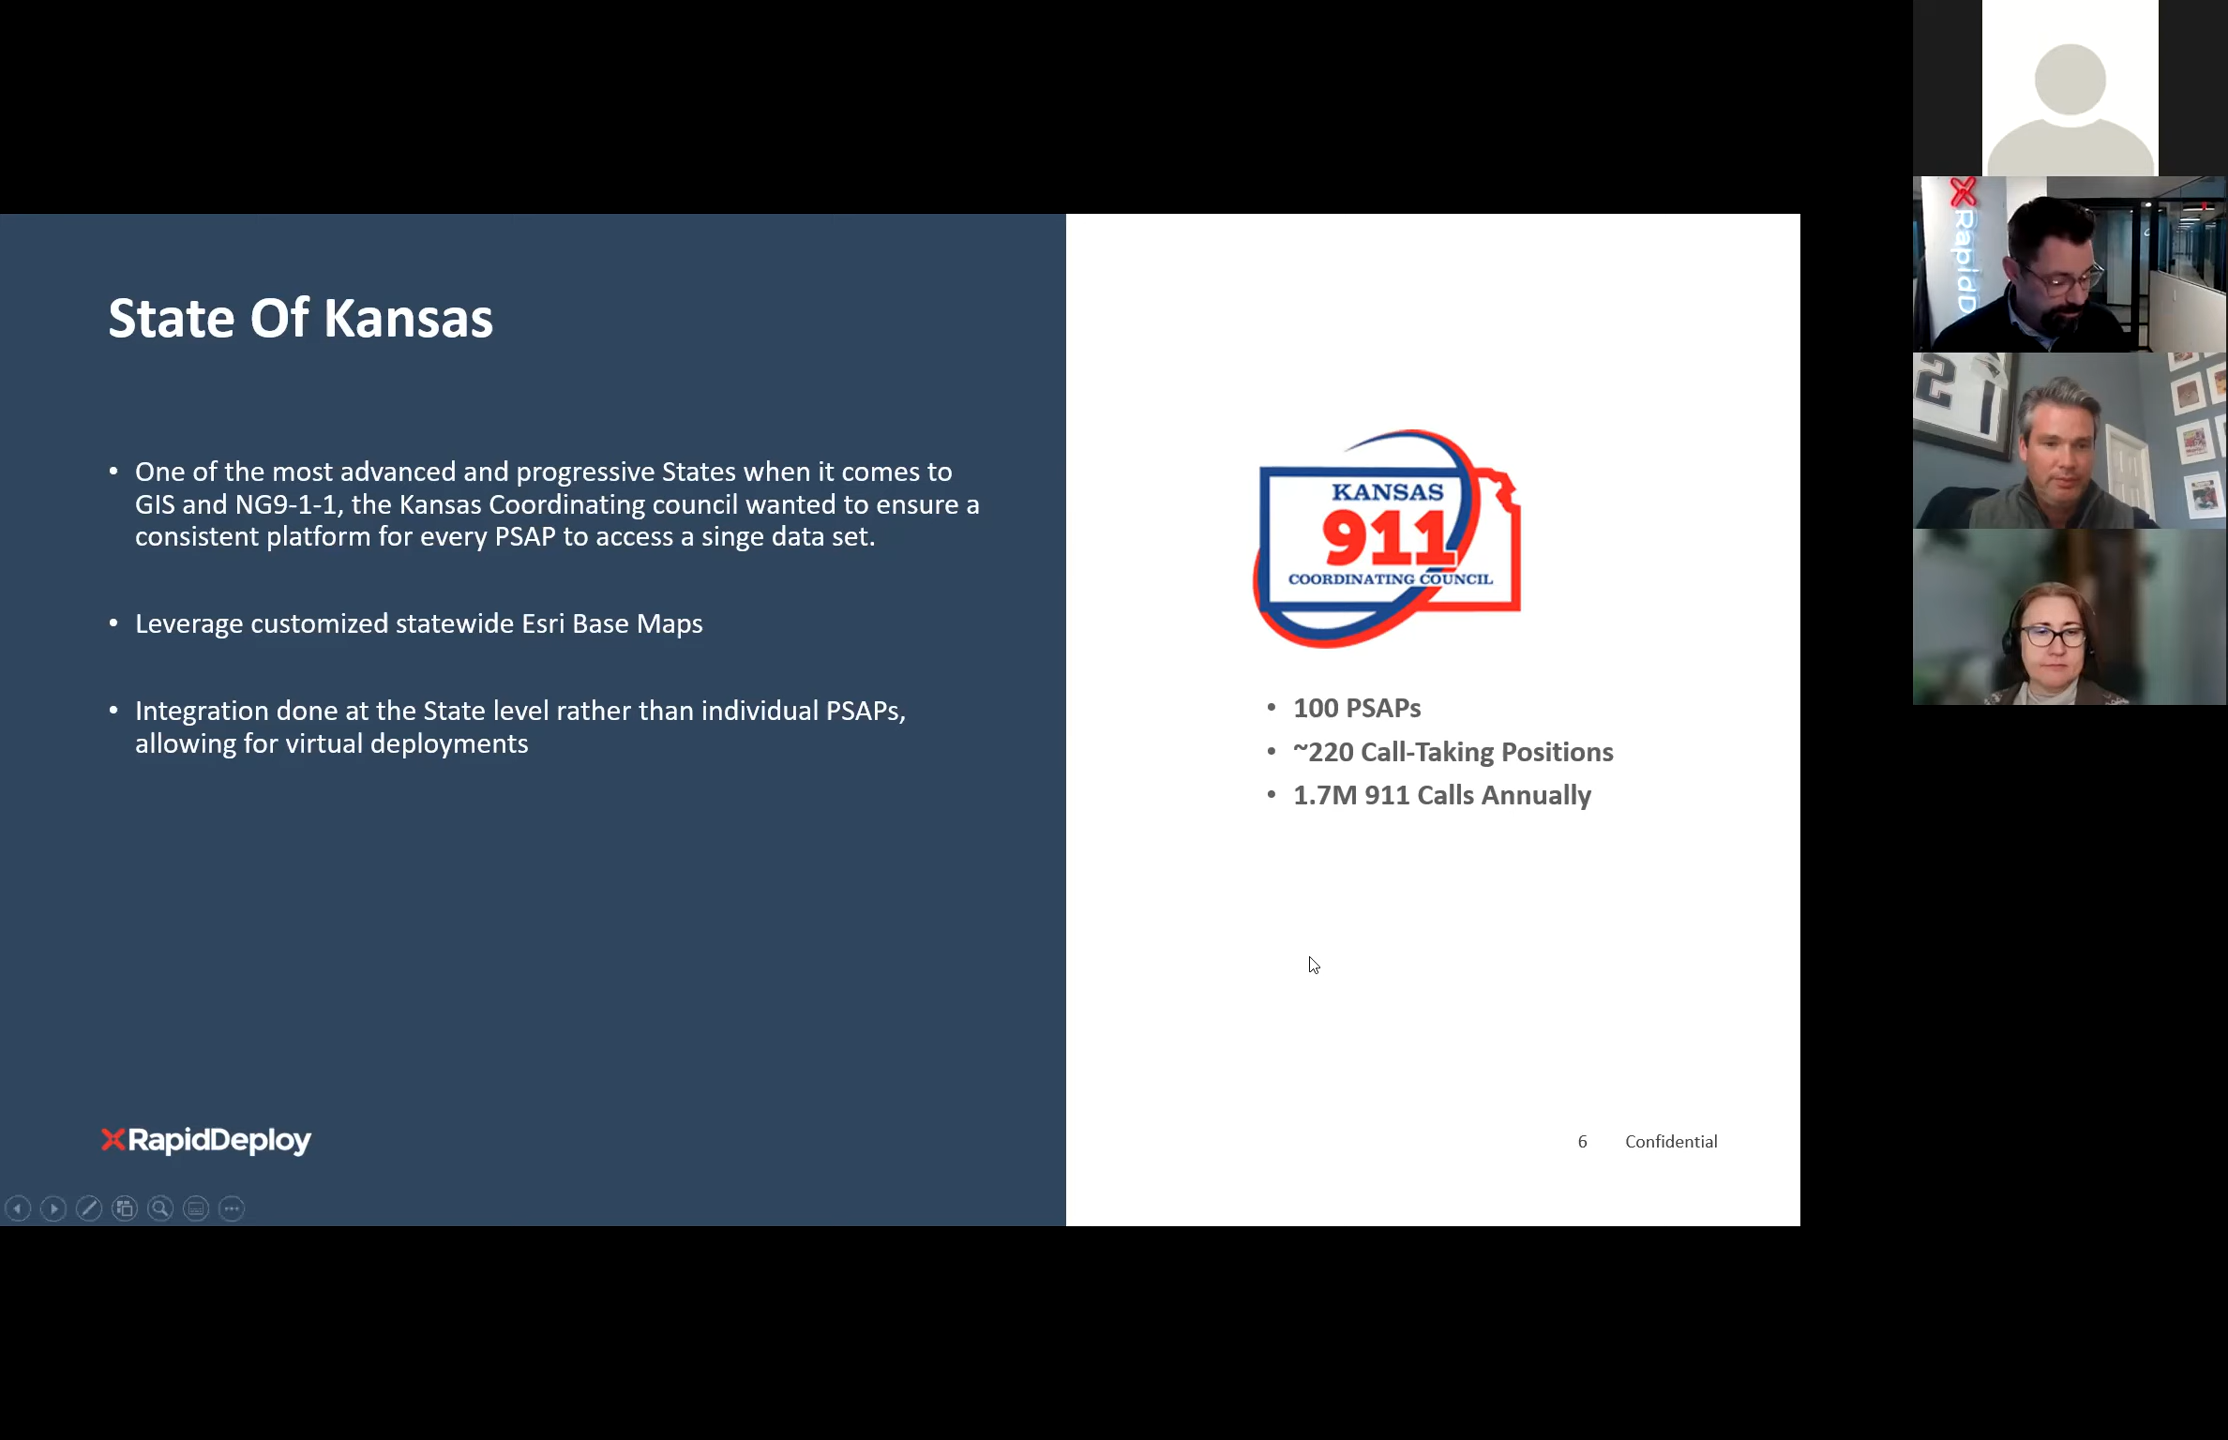 State Of Kansas
• One of the most advanced and progressive States when it comes to
GIS and NG9-1-1, the Kansas Coordinating council wanted to ensure a
consistent platform for every PSAP to access a singe data set.
• Leverage customized statewide Esri Base Maps
• Integration done at the State level rather than individual PSAPs,
allowing for virtual deployments
RapidDeploy
KANSAS
911
COORDINATING COUNCIL
• 100 PSAPs
• ~220 Call-Taking Positions
• 1.7M 911 Calls Annually
6 Confidential
RapidD
21